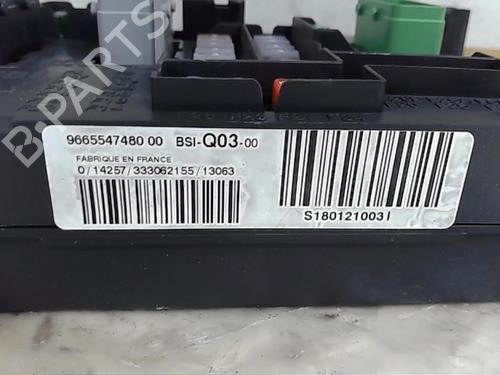 B-PARTS
9665547480 00 BSI-Q03-00
FABRIQUE EN FRANCE
0/14257/333062155/13063
S180121003I